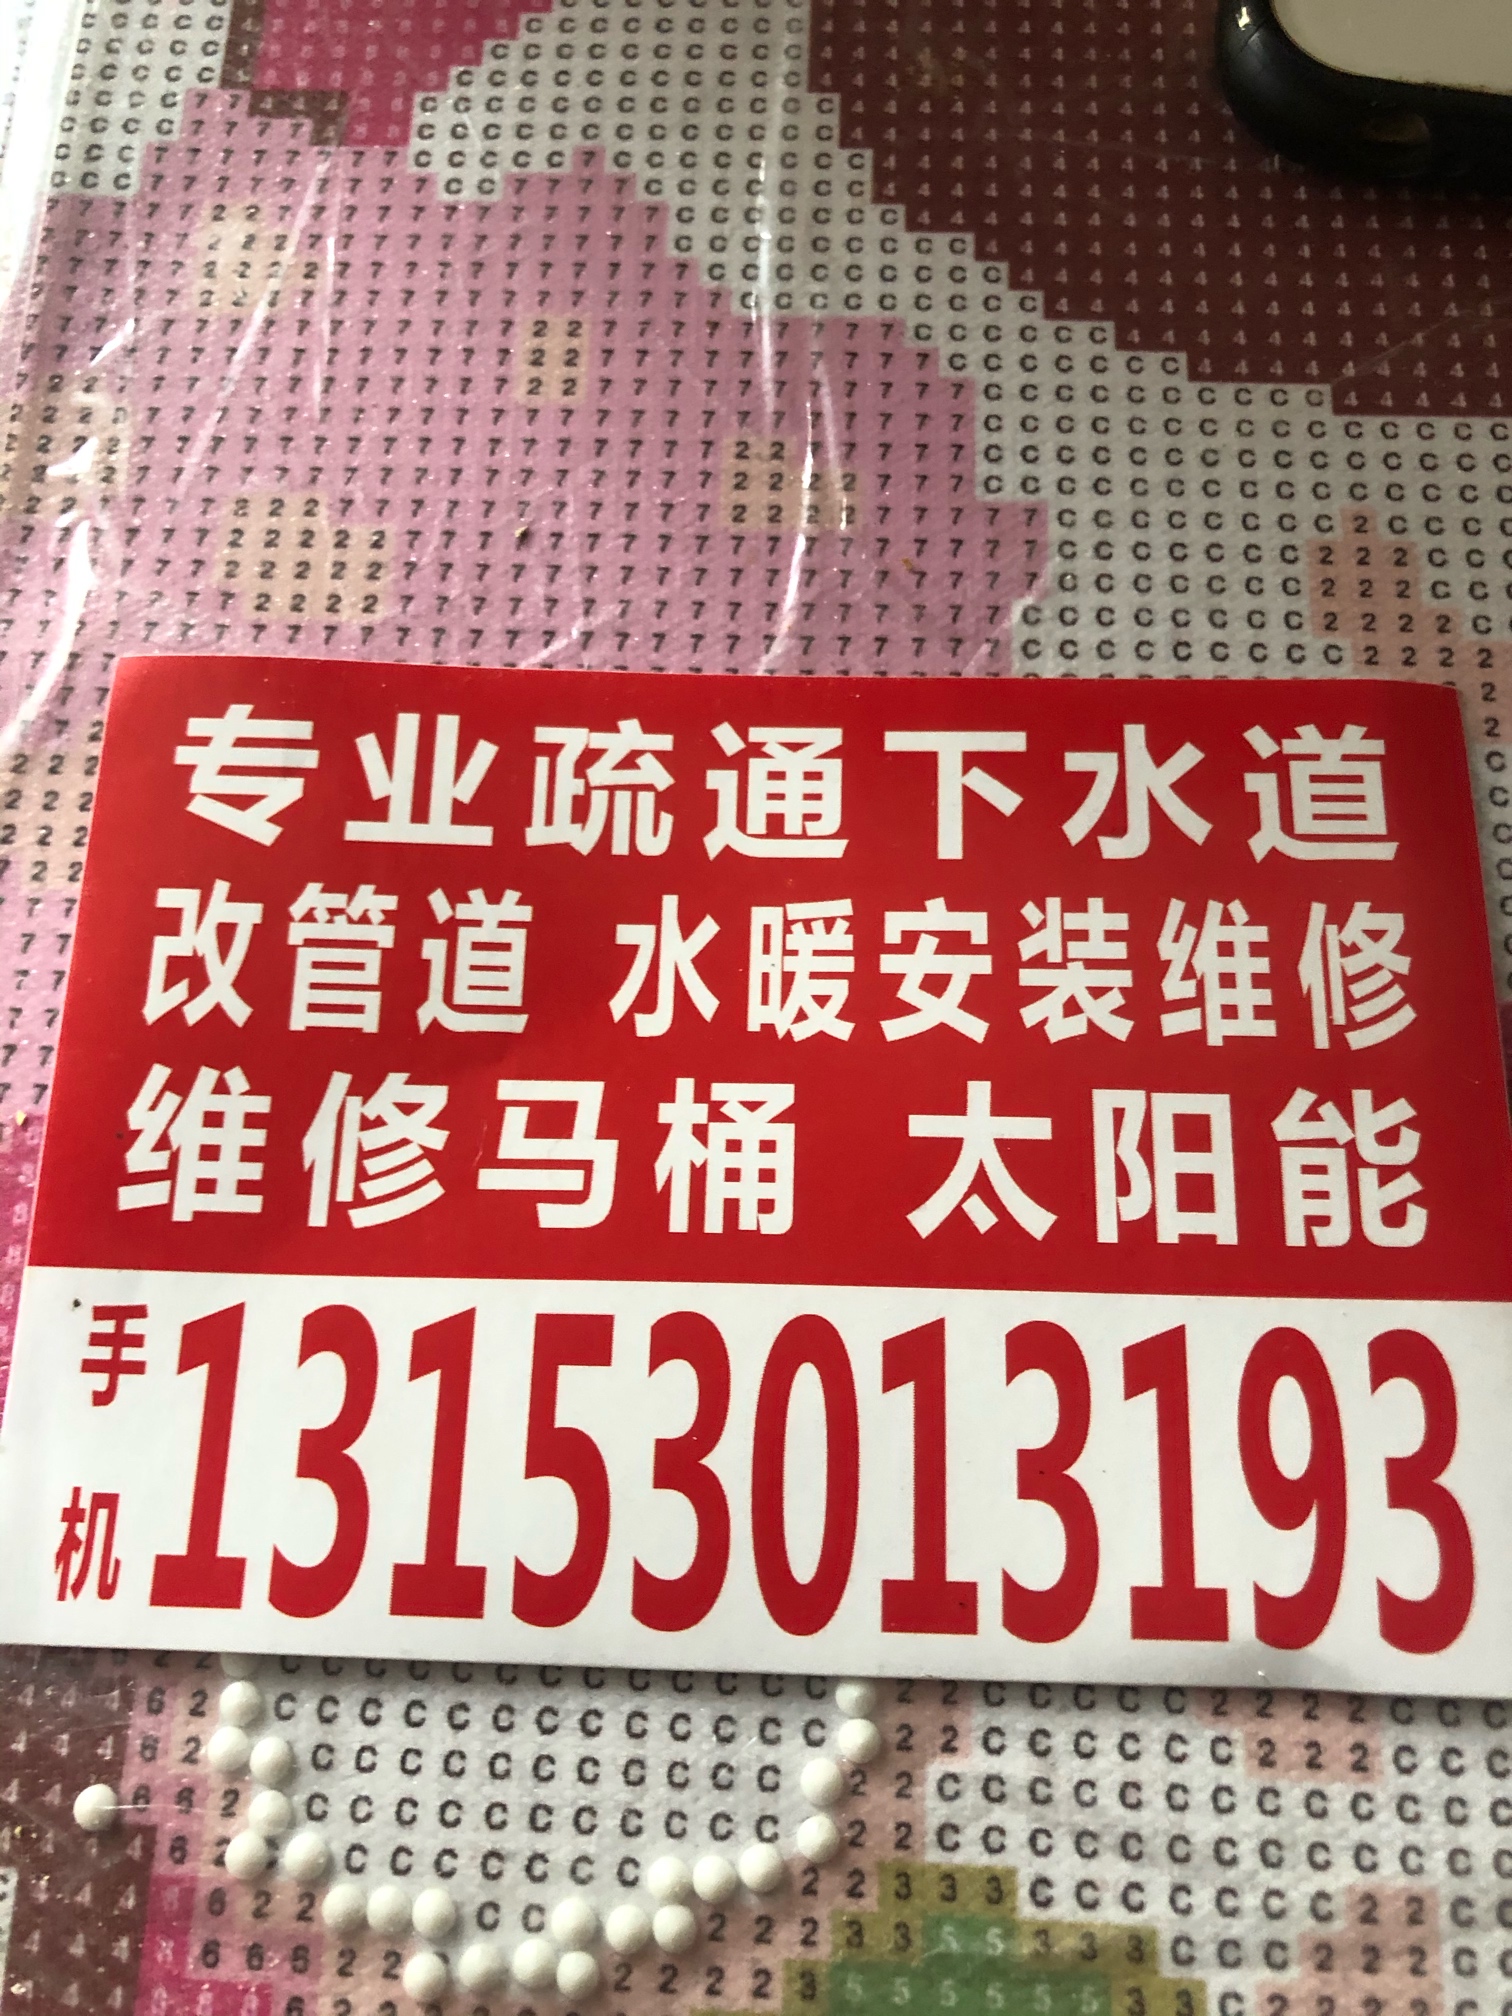 专业疏通下水道
改管道 水暖安装维修
维修马桶 太阳能
手机 13153013193